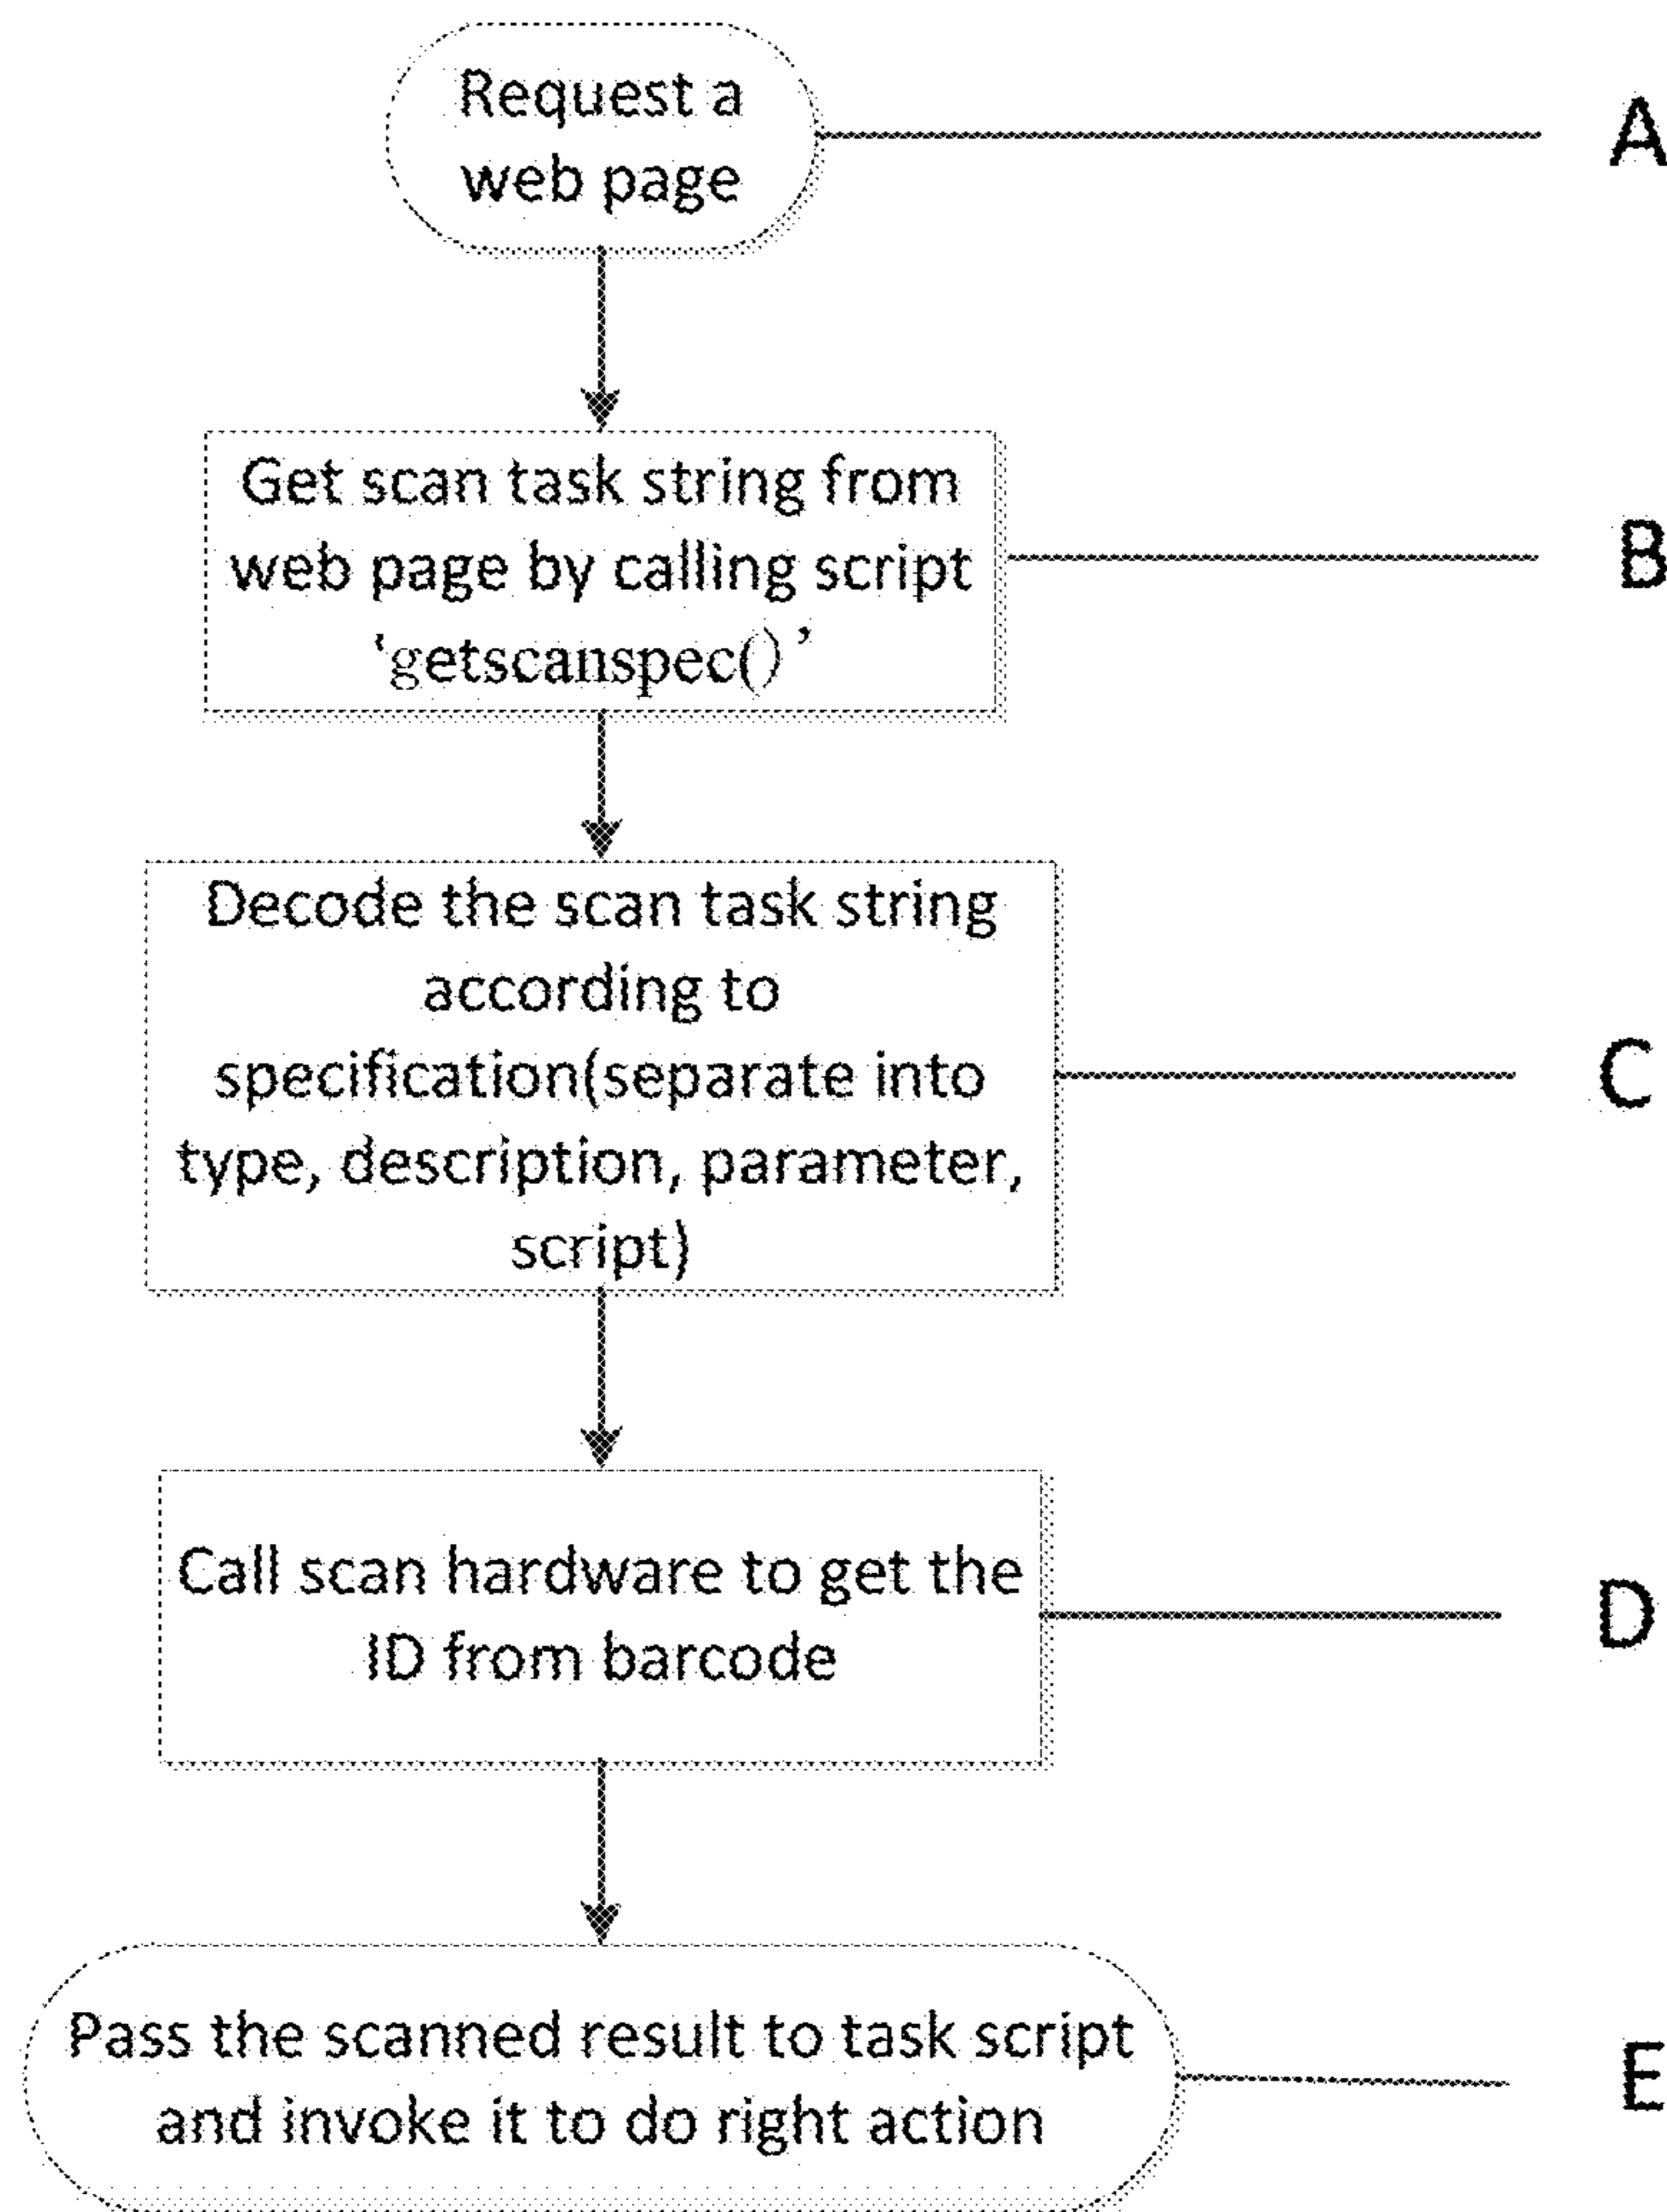 Request a
web page
A
Get scan task string from
web page by calling script
‘getscanspec()’
B
Decode the scan task string
according to
specification(separate into
type, description, parameter,
script)
C
Call scan hardware to get the
ID from barcode
D
Pass the scanned result to task script
and invoke it to do right action
E